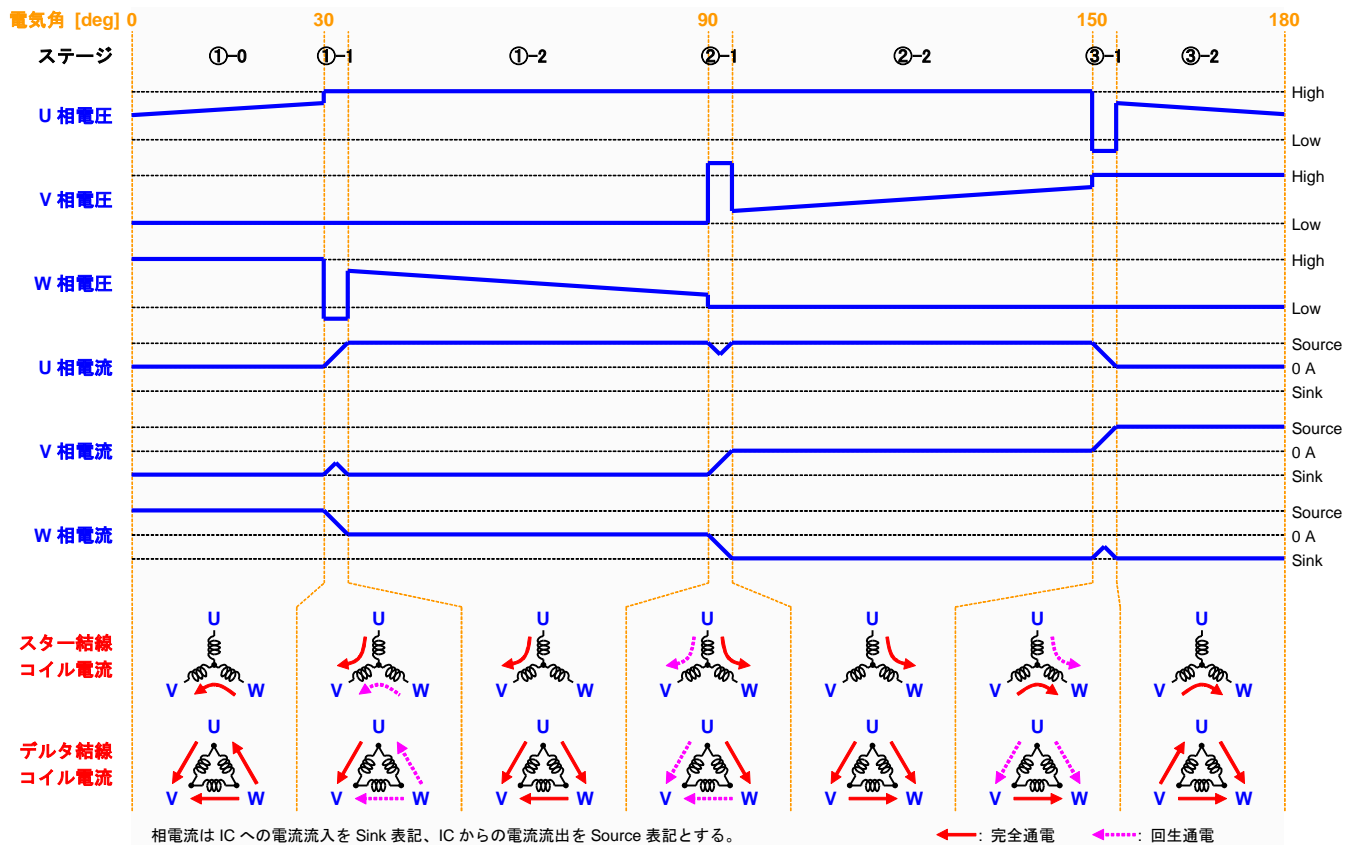 電気角 [deg] 0 30 90 150 180
ステージ ①-0 ①-1 ①-2 ②-1 ②-2 ③-1 ③-2
U 相電圧 High
Low
V 相電圧 High
Low
W 相電圧 High
Low
U 相電流 Source
0 A
Sink
V 相電流 Source
0 A
Sink
W 相電流 Source
0 A
Sink
スター結線
コイル電流
U U U U U U U
V W V W V W V W V W V W V W
デルタ結線
コイル電流
U U U U U U U
V W V W V W V W V W V W V W
相電流は IC への電流流入を Sink 表記、IC からの電流流出を Source 表記とする。 : 完全通電 : 回生通電